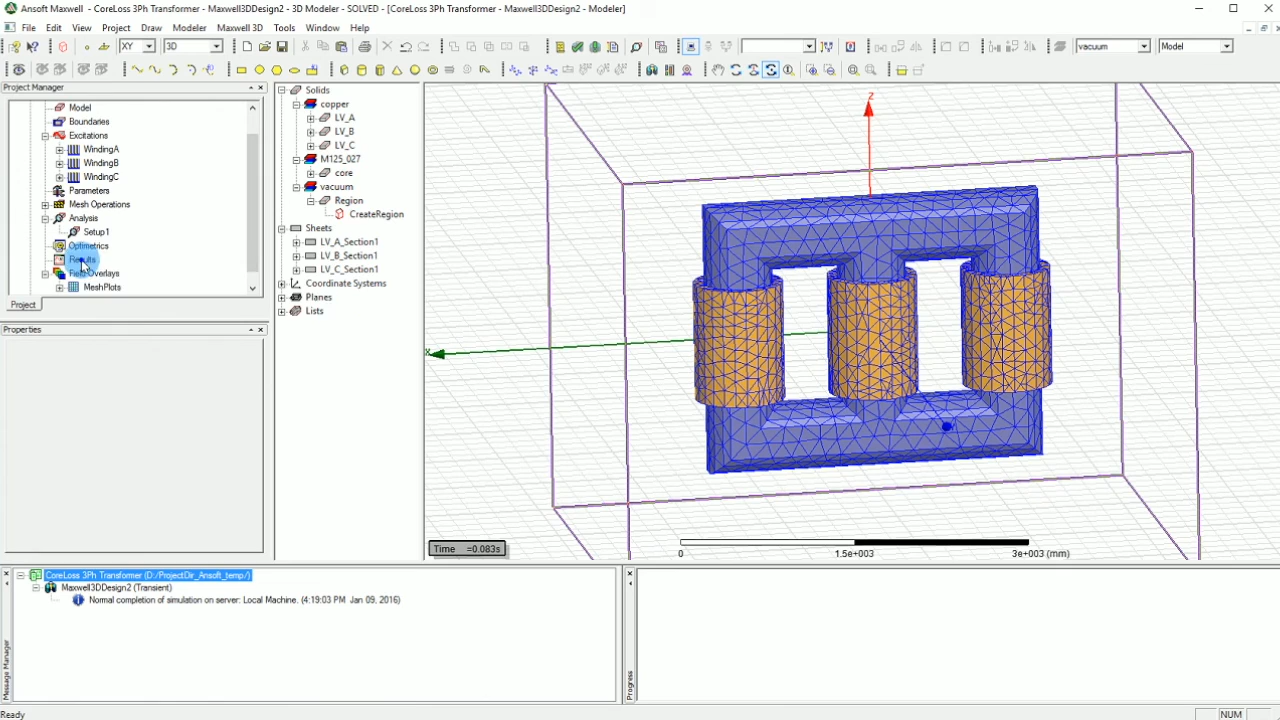 Ansoft Maxwell - CoreLoss 3Ph Transformer - Maxwell3DDesign2 - 3D Modeler - SOLVED - [CoreLoss 3Ph Transformer - Maxwell3DDesign2 - Modeler]
File Edit View Project Draw Modeler Maxwell 3D Tools Window Help
XY 3D vacuum Model
Project Manager
Model
Boundaries
Excitations
WindingA
WindingB
WindingC
Parameters
Mesh Operations
Analysis
Setup1
Optimetrics
Results
Field Overlays
MeshPlots
Project
Properties
Solids
copper
LV_A
LV_B
LV_C
M125_027
core
vacuum
Region
CreateRegion
Sheets
LV_A_Section1
LV_B_Section1
LV_C_Section1
Coordinate Systems
Planes
Lists
Z
X
Time =0.083s
0 1.5e+003 3e+003 (mm)
CoreLoss 3Ph Transformer (D:/ProjectDir_Ansoft_temp/)
Maxwell3DDesign2 (Transient)
Normal completion of simulation on server: Local Machine. (4:19:03 PM Jan 09, 2016)
Message Manager
Progress
Ready
NUM